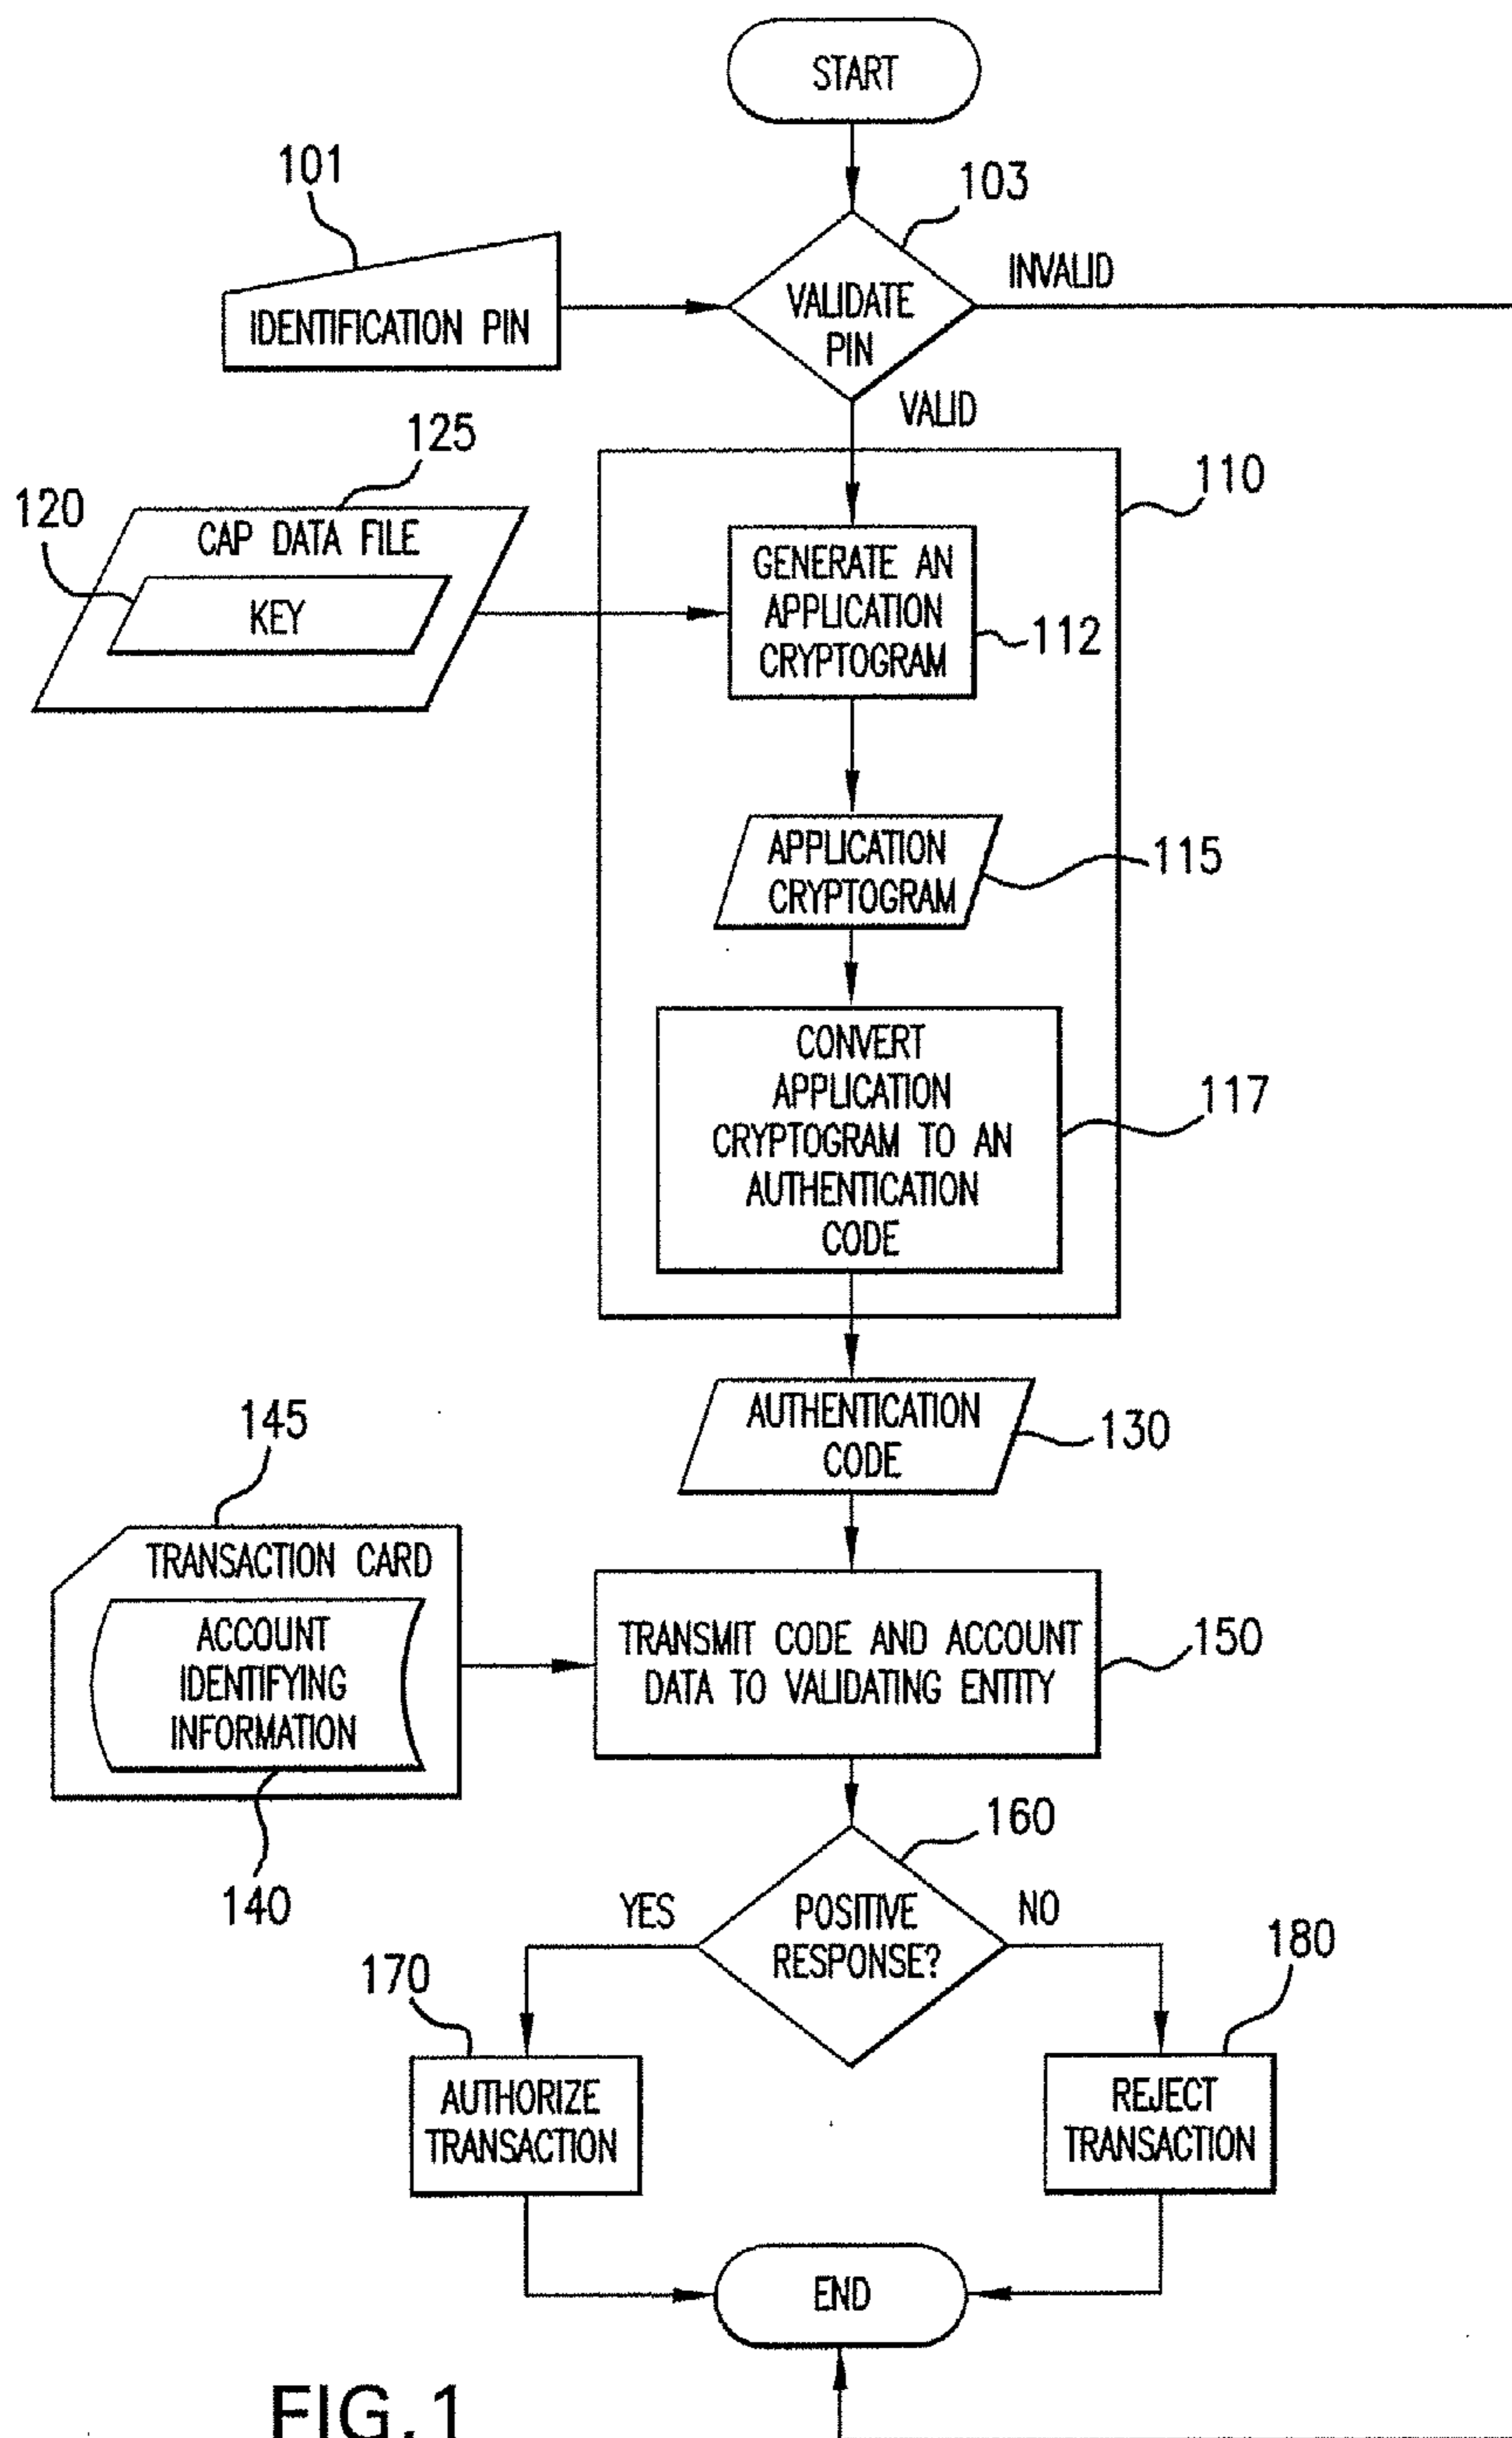 START
101
103
IDENTIFICATION PIN
VALIDATE
PIN
INVALID
VALID
125
120
CAP DATA FILE
KEY
110
GENERATE AN
APPLICATION
CRYPTOGRAM
112
APPLICATION
CRYPTOGRAM
115
CONVERT
APPLICATION
CRYPTOGRAM TO AN
AUTHENTICATION
CODE
117
AUTHENTICATION
CODE
130
145
TRANSACTION CARD
ACCOUNT
IDENTIFYING
INFORMATION
140
TRANSMIT CODE AND ACCOUNT
DATA TO VALIDATING ENTITY
150
160
POSITIVE
RESPONSE?
YES
NO
170
180
AUTHORIZE
TRANSACTION
REJECT
TRANSACTION
END
FIG.1